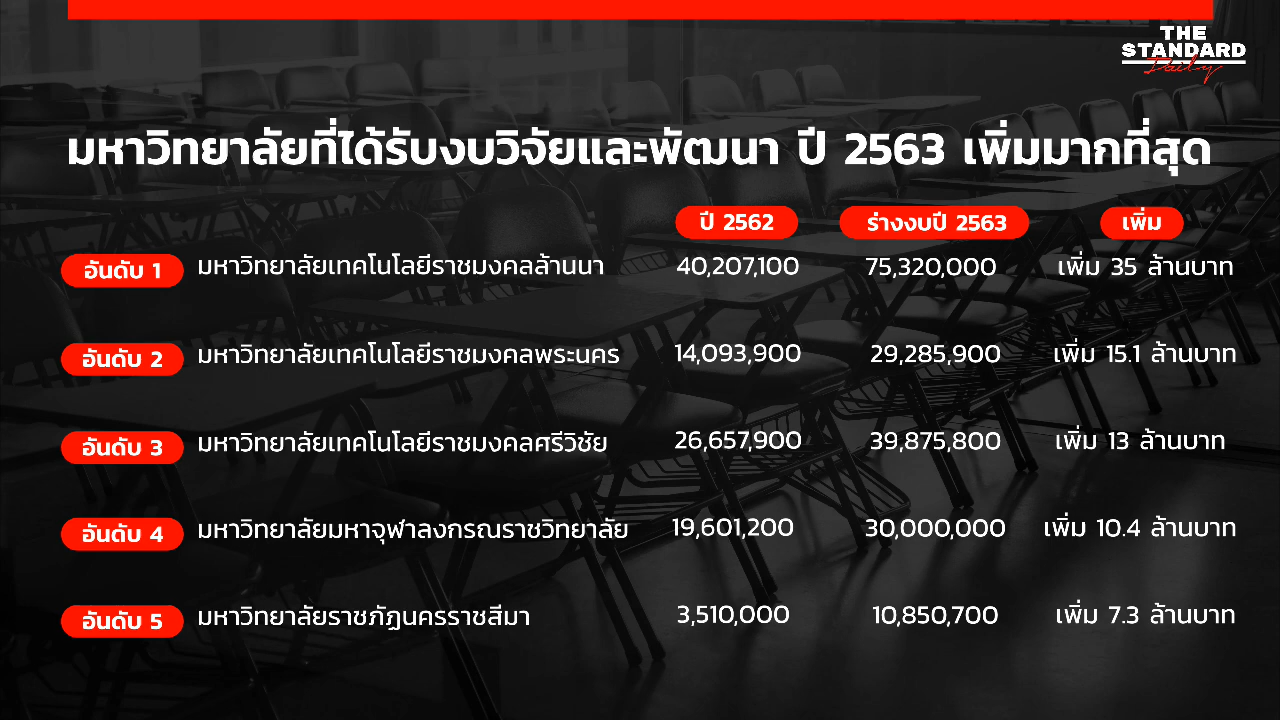 THE
STANDARD
Daily
มหาวิทยาลัยที่ได้รับงบวิจัยและพัฒนา ปี 2563 เพิ่มมากที่สุด
ปี 2562 ร่างงบปี 2563 เพิ่ม
อันดับ 1 มหาวิทยาลัยเทคโนโลยีราชมงคลล้านนา 40,207,100 75,320,000 เพิ่ม 35 ล้านบาท
อันดับ 2 มหาวิทยาลัยเทคโนโลยีราชมงคลพระนคร 14,093,900 29,285,900 เพิ่ม 15.1 ล้านบาท
อันดับ 3 มหาวิทยาลัยเทคโนโลยีราชมงคลศรีวิชัย 26,657,900 39,875,800 เพิ่ม 13 ล้านบาท
อันดับ 4 มหาวิทยาลัยมหาจุฬาลงกรณราชวิทยาลัย 19,601,200 30,000,000 เพิ่ม 10.4 ล้านบาท
อันดับ 5 มหาวิทยาลัยราชภัฏนครราชสีมา 3,510,000 10,850,700 เพิ่ม 7.3 ล้านบาท